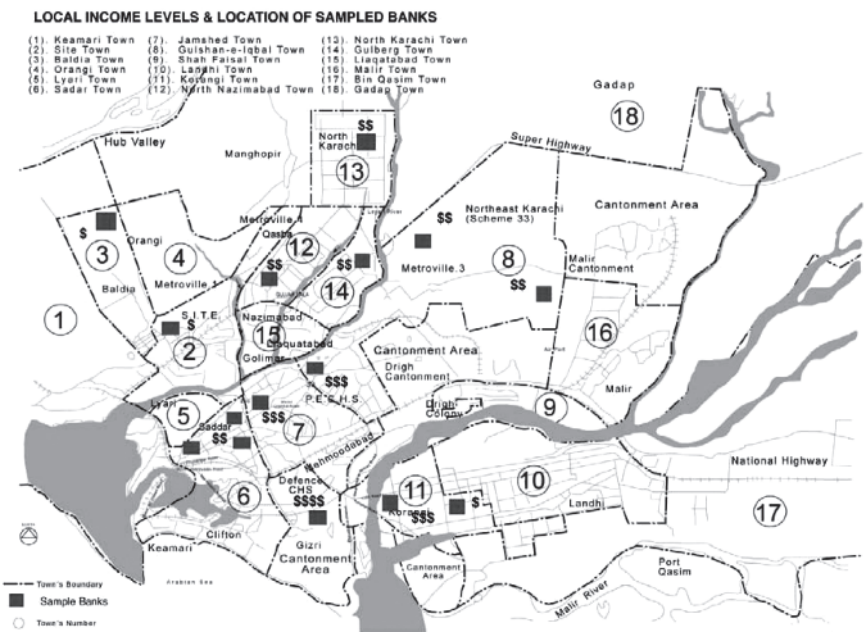 LOCAL INCOME LEVELS & LOCATION OF SAMPLED BANKS
(1). Keamari Town
(2). Site Town
(3). Baldia Town
(4). Orangi Town
(5). Lyari Town
(6). Sadar Town
(7). Jamshed Town
(8). Gulshan-e-Iqbal Town
(9). Shah Faisal Town
(10). Landhi Town
(11). Korangi Town
(12). North Nazimabad Town
(13). North Karachi Town
(14). Gulberg Town
(15). Liaqatabad Town
(16). Malir Town
(17). Bin Qasim Town
(18). Gadap Town
Gadap
18
Hub Valley
Manghopir
North
Karachi
$$
13
Super Highway
Metroville 1
Qasba
12
$$
$$
14
$$
Northeast Karachi
(Scheme 33)
Metroville.3
8
$$
Cantonment Area
Malir
Cantonment
$
3
Orangi
4
Baldia
Metroville
1
S.I.T.E.
$
2
Nazimabad
15
Liaquatabad
Golimar
Cantonment Area
Drigh
Cantonment
16
Malir
$$$
P.E.S.H.S
Lyari
5
Saddar
$$
$$$
7
Mehmoodabad
Drigh
Colony
9
6
Defence
CHS
$$$$
11
Korangi
$$$
$
10
Landhi
National Highway
17
Clifton
Keamari
Gizri
Cantonment
Area
Cantonment
Area
Port
Qasim
Arabian Sea
Malir River
Town's Boundary
Sample Banks
Town's Number